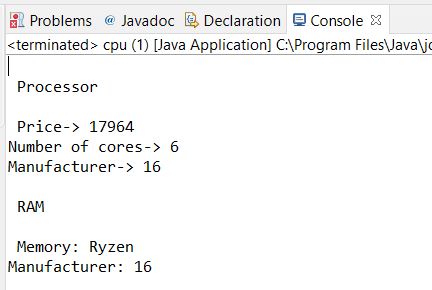 Problems @ Javadoc Declaration Console
<terminated> cpu (1) [Java Application] C:\Program Files\Java\
Processor
Price-> 17964
Number of cores-> 6
Manufacturer-> 16
RAM
Memory: Ryzen
Manufacturer: 16